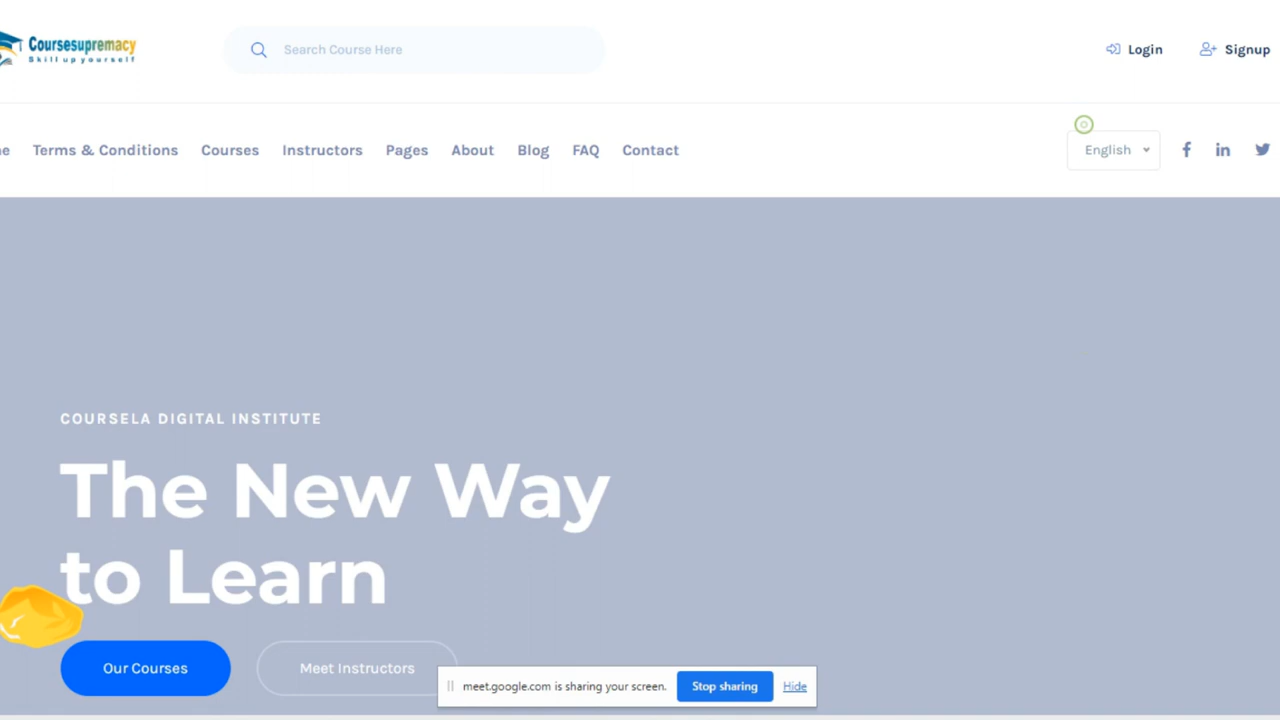 Coursesupremacy
Skill up yourself
Search Course Here
Login
Signup
Terms & Conditions
Courses
Instructors
Pages
About
Blog
FAQ
Contact
English
COURSELA DIGITAL INSTITUTE
The New Way
to Learn
Our Courses
Meet Instructors
meet.google.com is sharing your screen.
Stop sharing
Hide